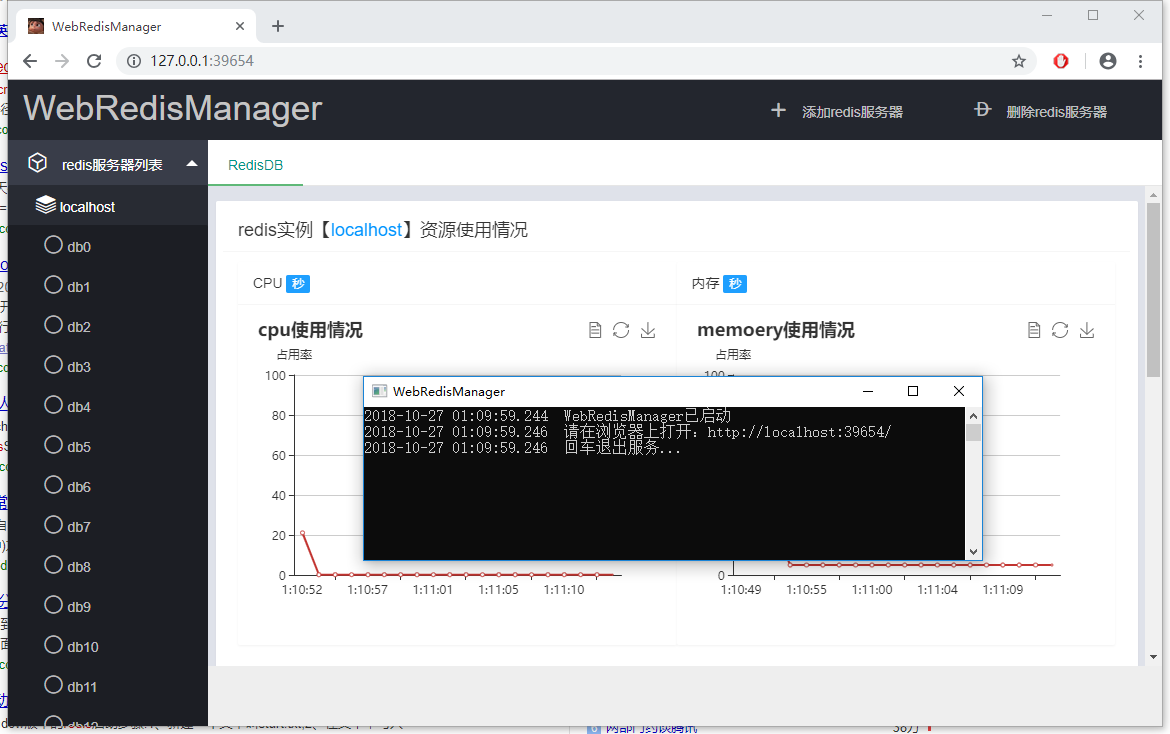 WebRedisManager
127.0.0.1:39654
WebRedisManager
添加redis服务器
删除redis服务器
redis服务器列表
RedisDB
localhost
db0
db1
db2
db3
db4
db5
db6
db7
db8
db9
db10
db11
db12
redis实例【localhost】资源使用情况
CPU 秒
cpu使用情况
占用率
100
80
60
40
20
0
1:10:52
1:10:57
1:11:01
1:11:05
1:11:10
内存 秒
memoery使用情况
占用率
100
0
1:10:49
1:10:55
1:11:00
1:11:04
1:11:09
WebRedisManager
2018-10-27 01:09:59.244 WebRedisManager已启动
2018-10-27 01:09:59.246 请在浏览器上打开：http://localhost:39654/
2018-10-27 01:09:59.246 回车退出服务...